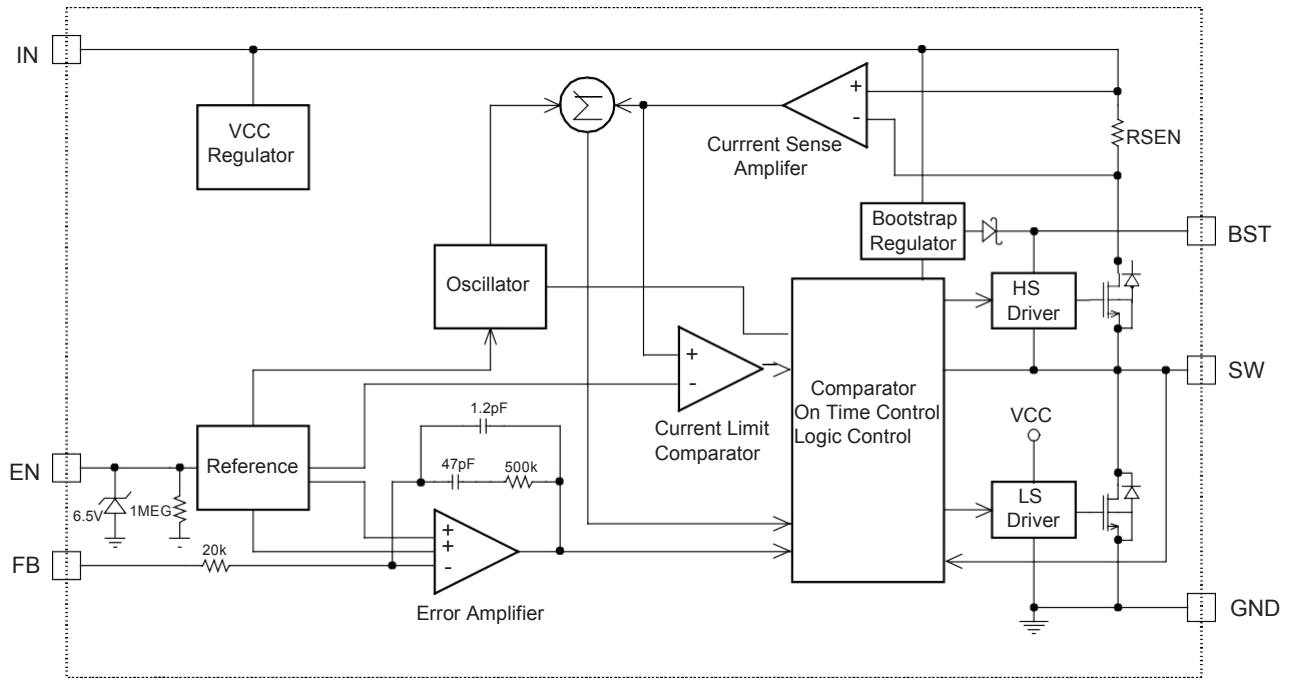 IN
VCC
Regulator
Σ
+
-
Currrent Sense
Amplifer
RSEN
Bootstrap
Regulator
BST
Oscillator
HS
Driver
+
-
Current Limit
Comparator
Comparator
On Time Control
Logic Control
SW
VCC
1.2pF
47pF
500k
EN
Reference
6.5V
1MEG
LS
Driver
FB
20k
+
+
-
Error Amplifier
GND